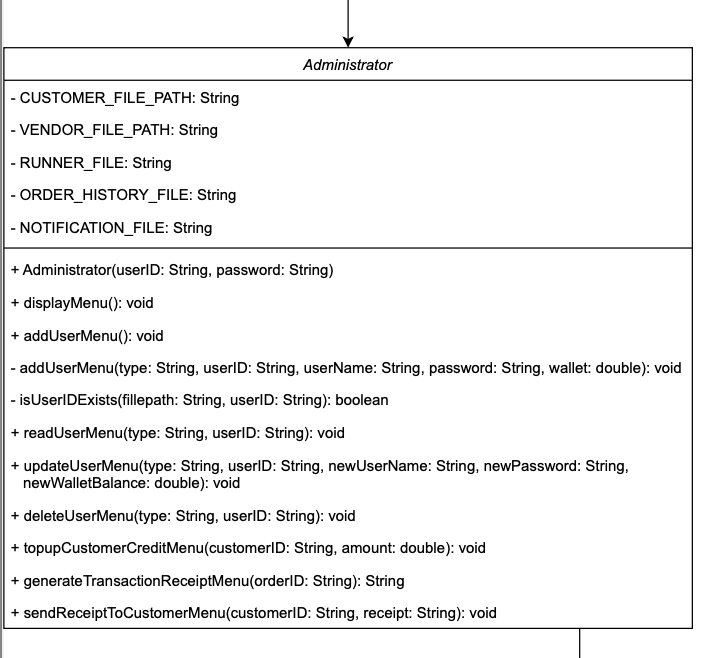 Administrator
- CUSTOMER_FILE_PATH: String
- VENDOR_FILE_PATH: String
- RUNNER_FILE: String
- ORDER_HISTORY_FILE: String
- NOTIFICATION_FILE: String
+ Administrator(userID: String, password: String)
+ displayMenu(): void
+ addUserMenu(): void
- addUserMenu(type: String, userID: String, userName: String, password: String, wallet: double): void
- isUserIDExists(fillepath: String, userID: String): boolean
+ readUserMenu(type: String, userID: String): void
+ updateUserMenu(type: String, userID: String, newUserName: String, newPassword: String,
newWalletBalance: double): void
+ deleteUserMenu(type: String, userID: String): void
+ topupCustomerCreditMenu(customerID: String, amount: double): void
+ generateTransactionReceiptMenu(orderID: String): String
+ sendReceiptToCustomerMenu(customerID: String, receipt: String): void